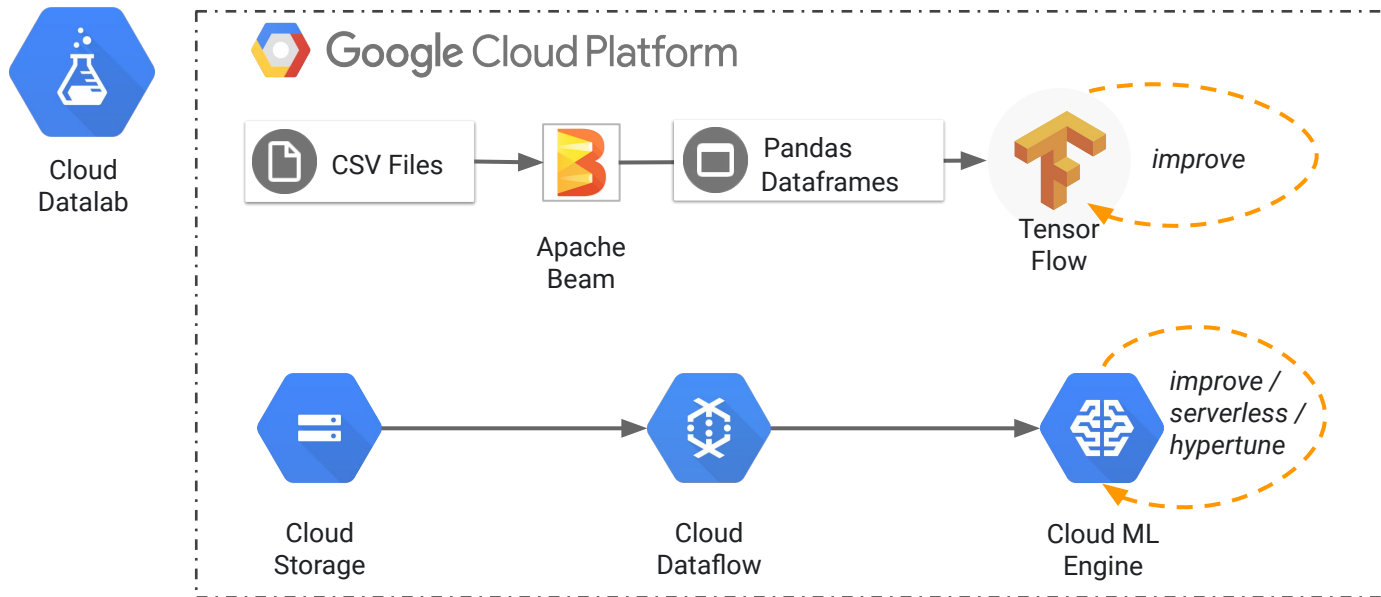 Google Cloud Platform
Cloud
Datalab
CSV Files
Apache
Beam
Pandas
Dataframes
Tensor
Flow
improve
Cloud
Storage
Cloud
Dataflow
Cloud ML
Engine
improve /
serverless /
hypertune